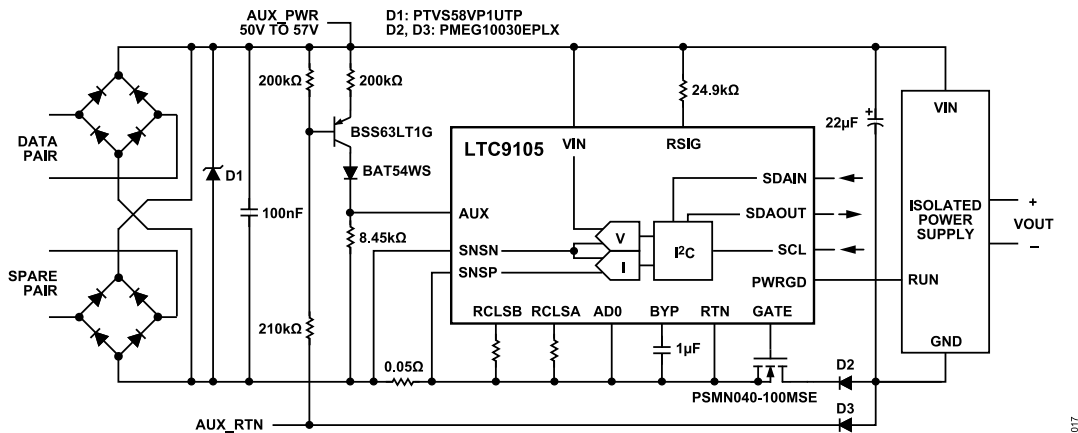 AUX_PWR
50V TO 57V
D1: PTVS58VP1UTP
D2, D3: PMEG10030EPLX
200kΩ
200kΩ
24.9kΩ
22µF
+
VIN
BSS63LT1G
LTC9105
VIN
RSIG
DATA
PAIR
D1
BAT54WS
SDAIN
100nF
AUX
SDAOUT
ISOLATED
POWER
SUPPLY
+
VOUT
–
8.45kΩ
SNSN
V
I²C
SCL
SNSP
I
PWRGD
RUN
SPARE
PAIR
210kΩ
RCLSB
RCLSA
AD0
BYP
RTN
GATE
GND
1µF
0.05Ω
D2
PSMN040-100MSE
D3
AUX_RTN
017